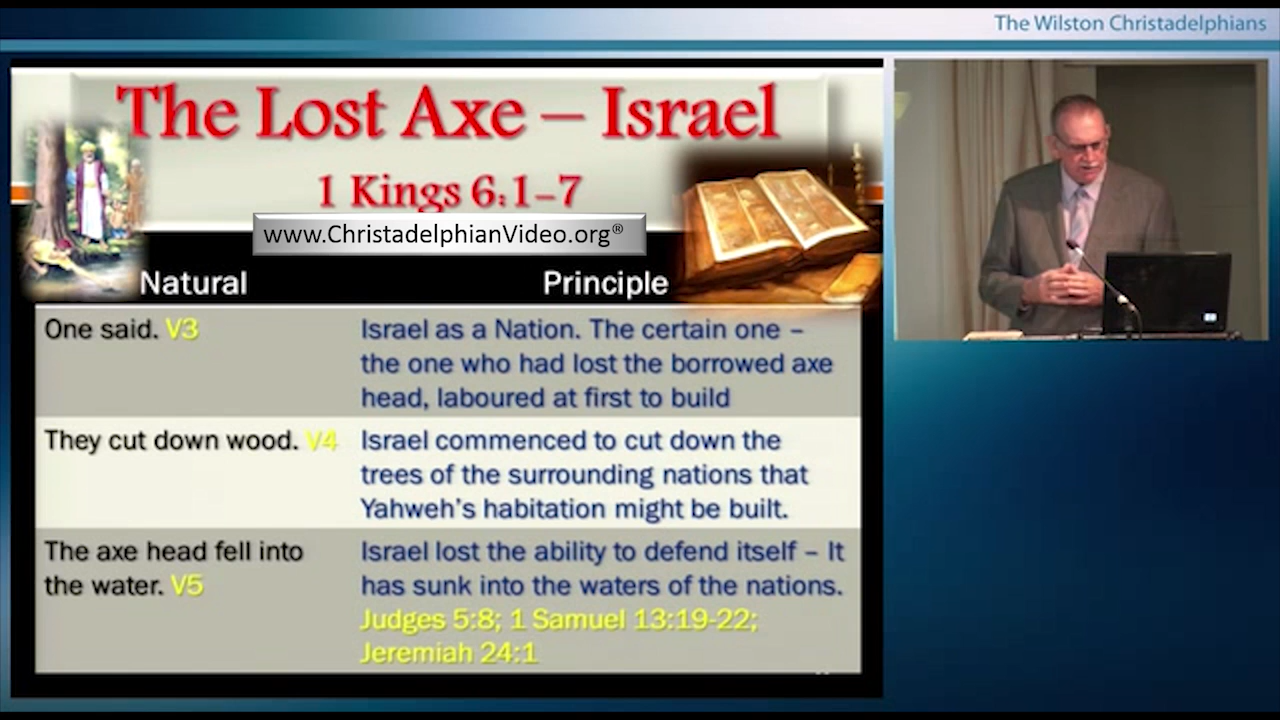 The Wilston Christadelphians
The Lost Axe – Israel
1 Kings 6:1-7
www.ChristadelphianVideo.org®
Natural Principle
One said. V3
Israel as a Nation. The certain one –
the one who had lost the borrowed axe
head, laboured at first to build
They cut down wood. V4
Israel commenced to cut down the
trees of the surrounding nations that
Yahweh's habitation might be built.
The axe head fell into
the water. V5
Israel lost the ability to defend itself – It
has sunk into the waters of the nations.
Judges 5:8; 1 Samuel 13:19-22;
Jeremiah 24:1